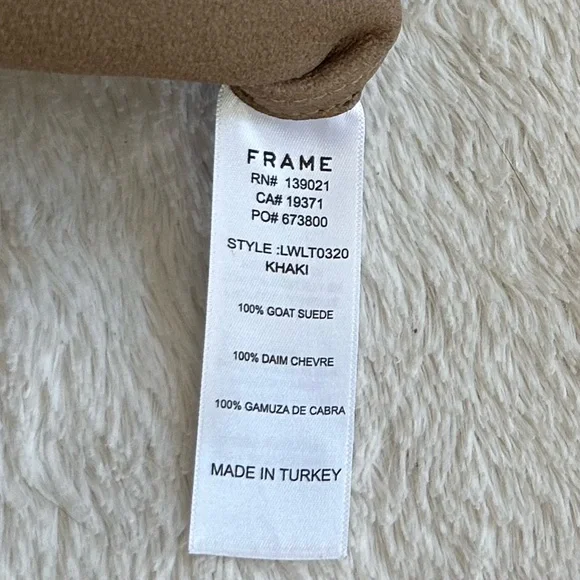 FRAME
RN# 139021
CA# 19371
PO# 673800
STYLE :LWLT0320
KHAKI
100% GOAT SUEDE
100% DAIM CHEVRE
100% GAMUZA DE CABRA
MADE IN TURKEY